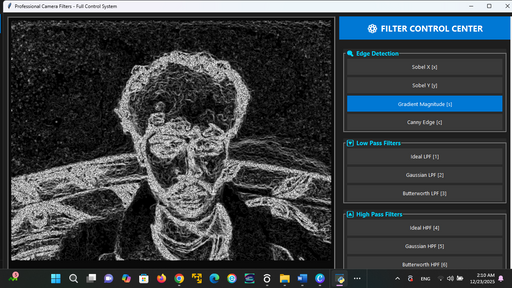 Professional Camera Filters - Full Control System
FILTER CONTROL CENTER
Edge Detection
Sobel X [x]
Sobel Y [y]
Gradient Magnitude [s]
Canny Edge [c]
Low Pass Filters
Ideal LPF [1]
Gaussian LPF [2]
Butterworth LPF [3]
High Pass Filters
Ideal HPF [4]
Gaussian HPF [5]
Butterworth HPF [6]
ENG
2:10 AM
12/23/2025